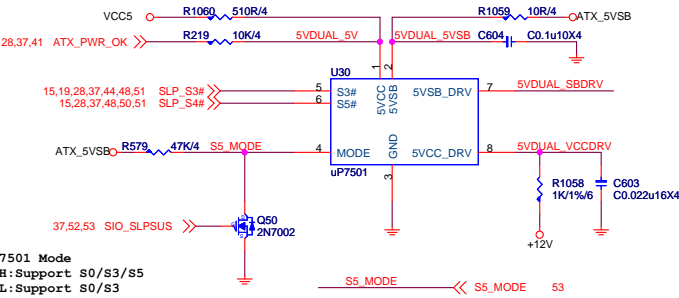 VCC5 R1060 510R/4 R1059 10R/4 ATX_5VSB
28,37,41 ATX_PWR_OK R219 10K/4 5VDUAL_5V 5VDUAL_5VSB C604 C0.1u10X4
1 2
U30
15,19,28,37,44,48,51 SLP_S3# 5 S3# 5VCC 5VSB 5VSB_DRV 7 5VDUAL_SBDRV
15,28,37,48,50,51 SLP_S4# 6 S5#
ATX_5VSB R579 47K/4 S5_MODE 4 MODE GND 5VCC_DRV 8 5VDUAL_VCCDRV
uP7501 3
R1058 C603
1K/1%/6 C0.022u16X4
37,52,53 SIO_SLPSUS Q50
2N7002
+12V
7501 Mode
H:Support S0/S3/S5
L:Support S0/S3
S5_MODE S5_MODE 53